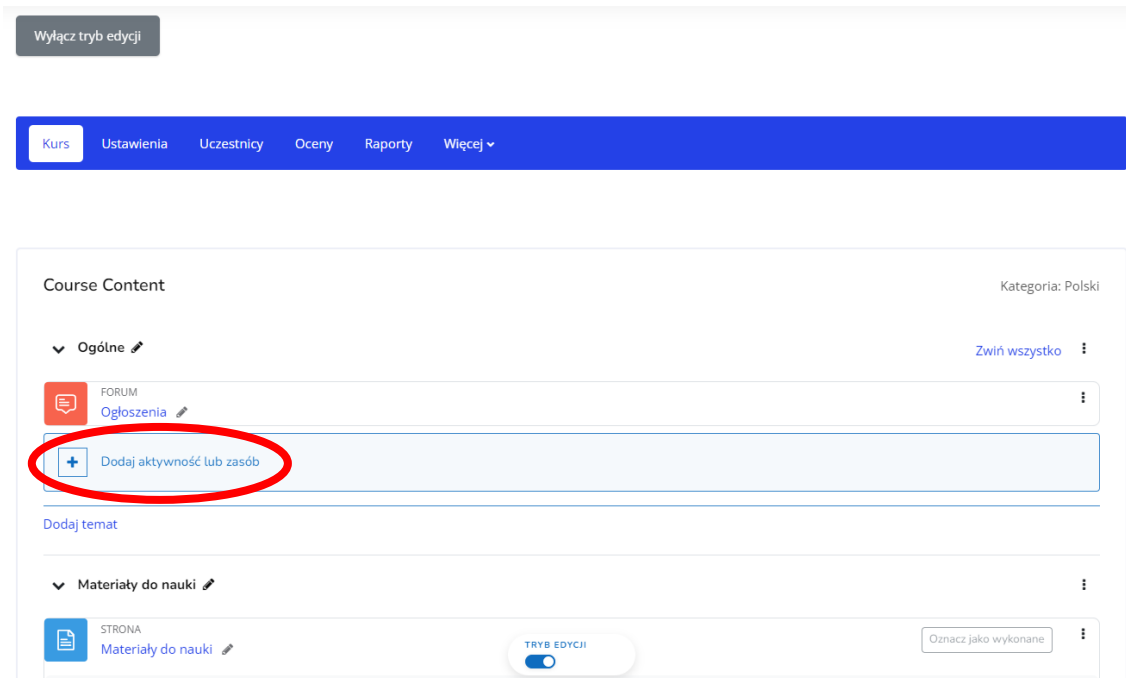 Wyłącz tryb edycji
Kurs Ustawienia Uczestnicy Oceny Raporty Więcej
Course Content Kategoria: Polski
Ogólne Zwiń wszystko
FORUM
Ogłoszenia
Dodaj aktywność lub zasób
Dodaj temat
Materiały do nauki
STRONA
Materiały do nauki Oznacz jako wykonane
TRYB EDYCJI